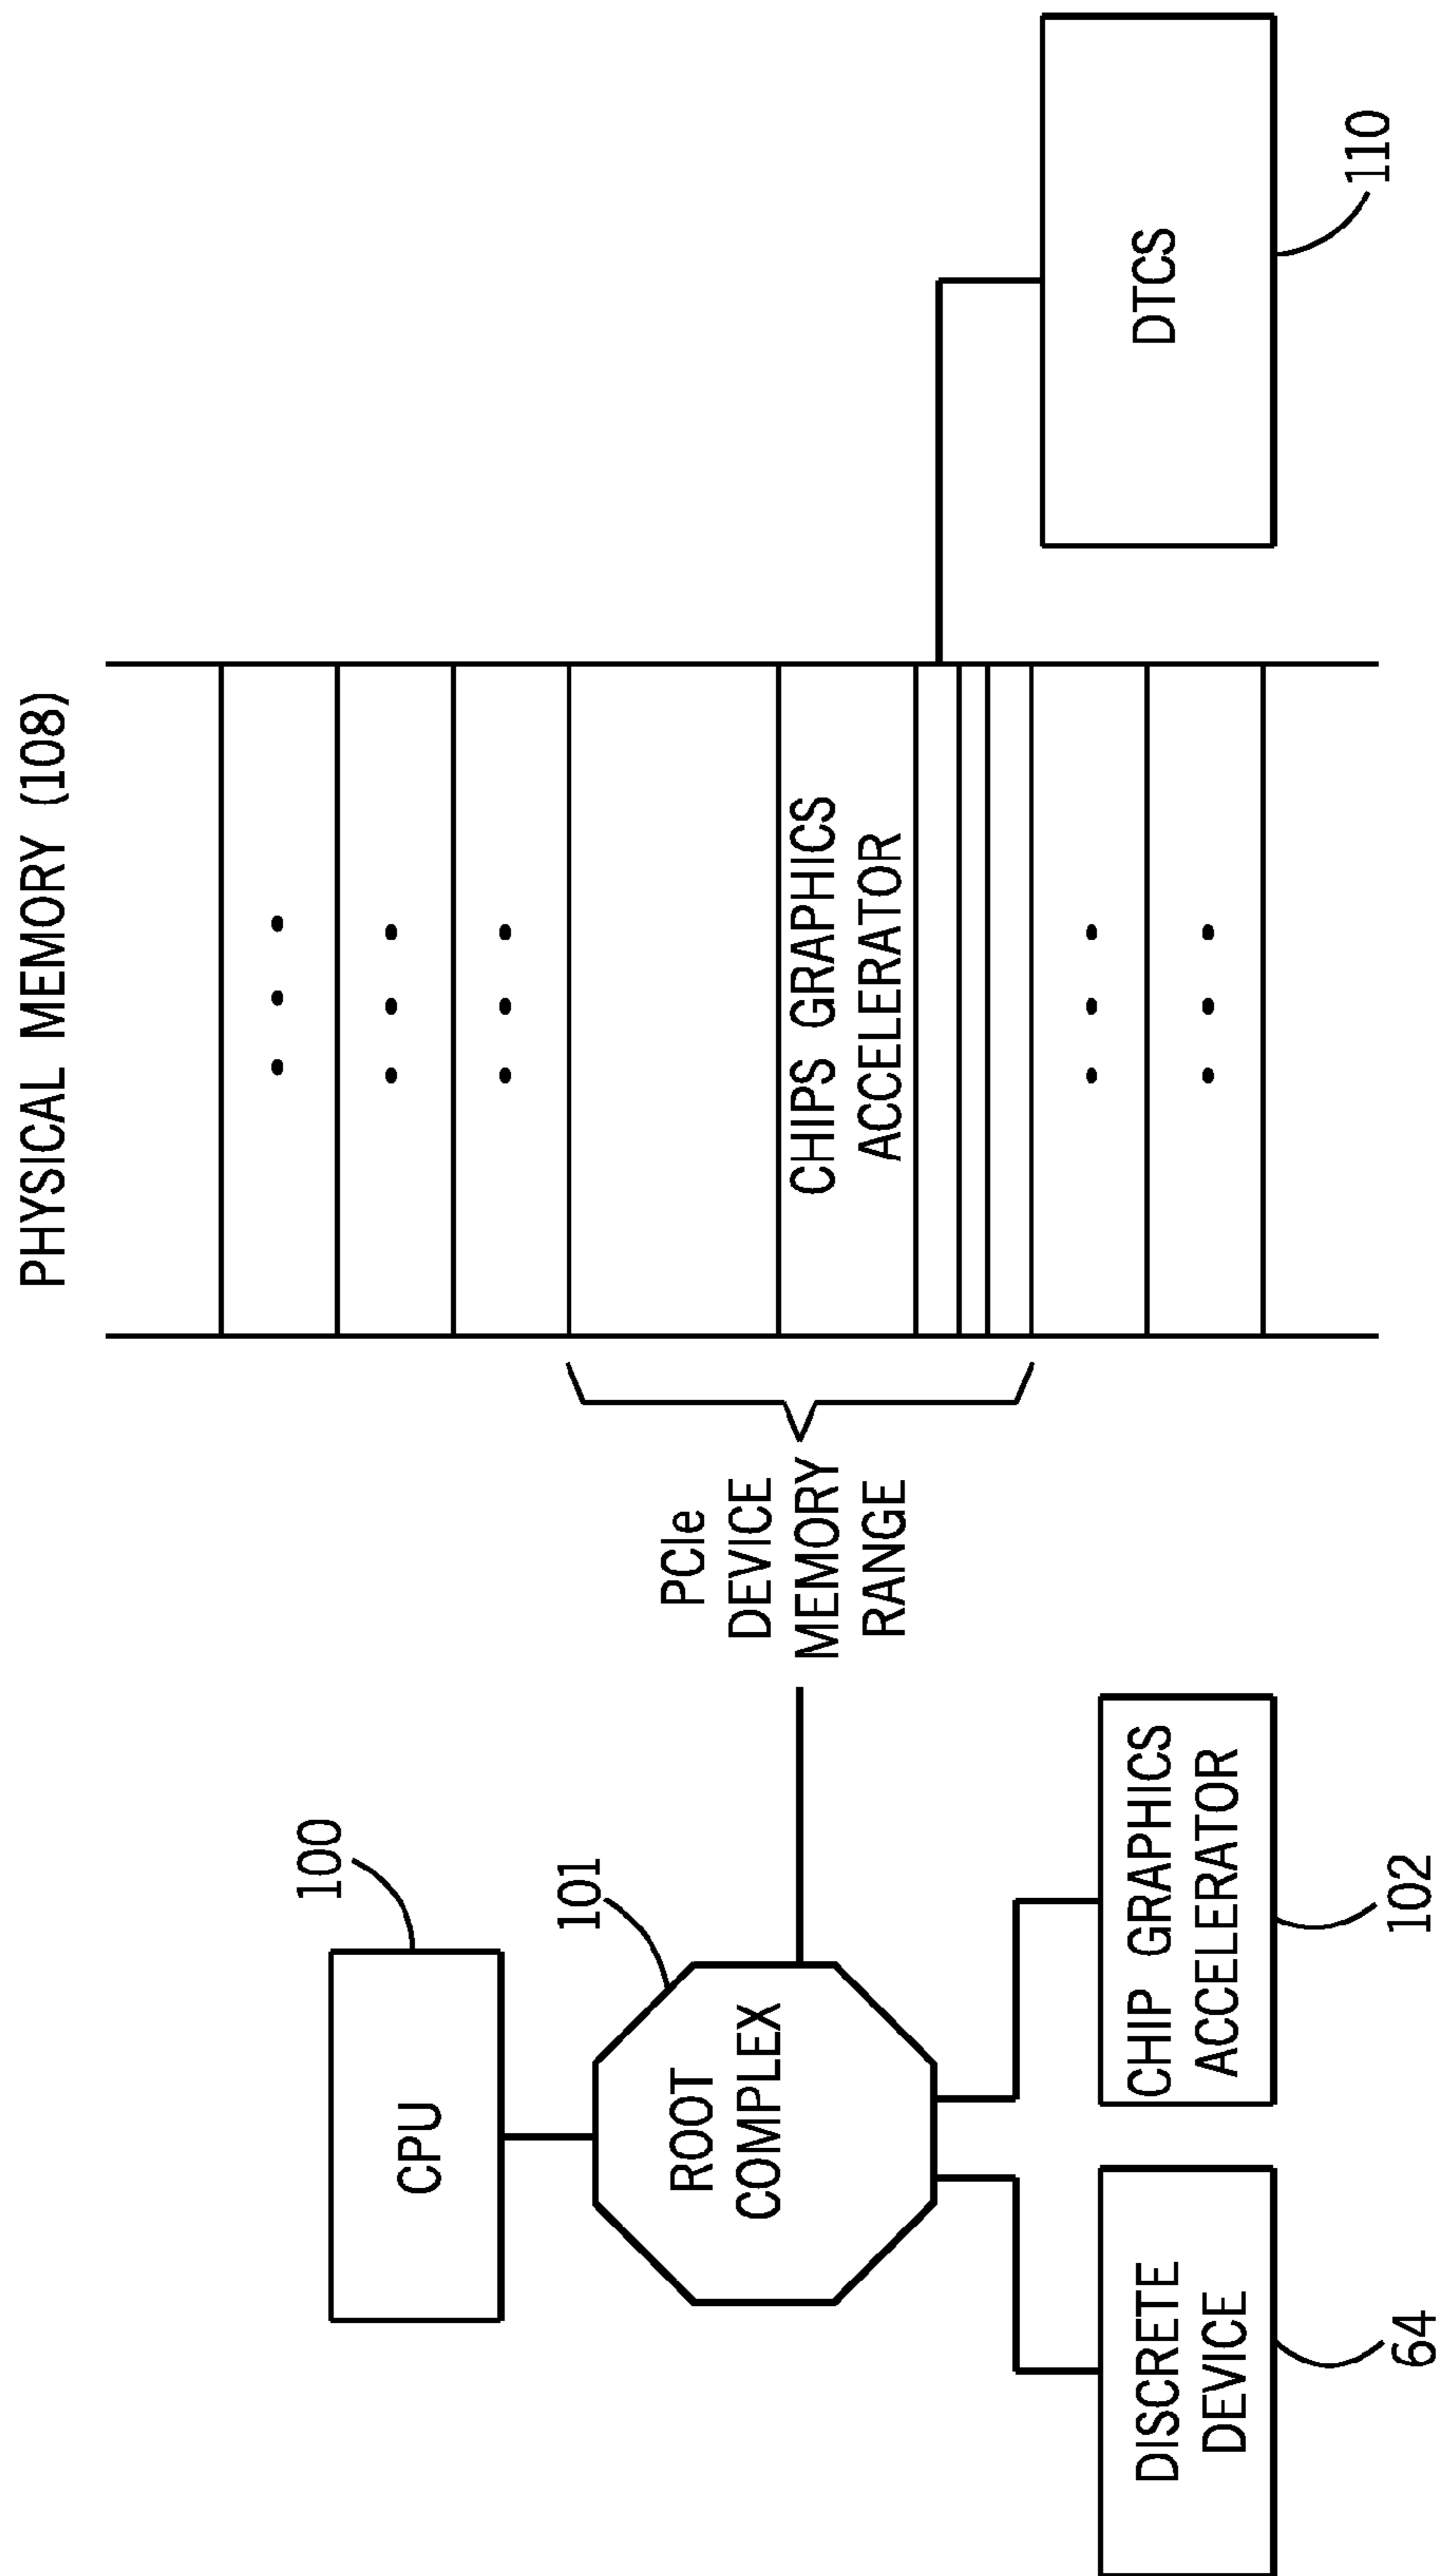 PHYSICAL MEMORY (108)
100
CPU
101
ROOT
COMPLEX
PCIe
DEVICE
MEMORY
RANGE
CHIPS GRAPHICS
ACCELERATOR
DISCRETE
DEVICE
64
CHIP GRAPHICS
ACCELERATOR
102
DTCS
110